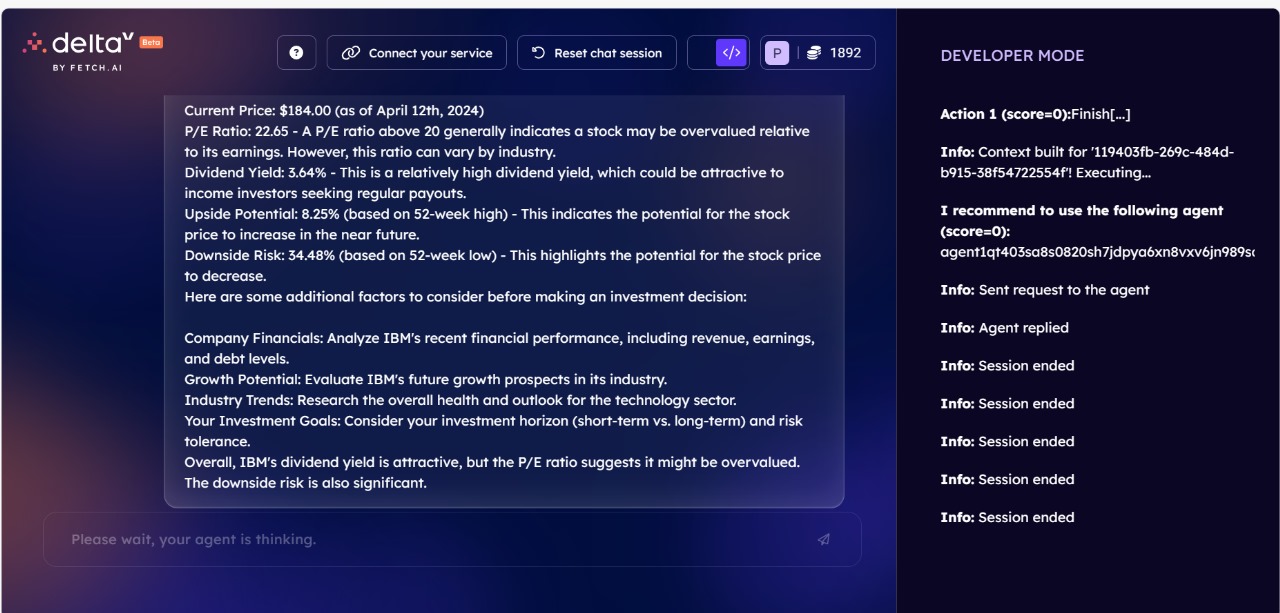 delta
V
Beta
BY FETCH.AI
?
Connect your service
Reset chat session
</>
P
1892
Current Price: $184.00 (as of April 12th, 2024)
P/E Ratio: 22.65 - A P/E ratio above 20 generally indicates a stock may be overvalued relative
to its earnings. However, this ratio can vary by industry.
Dividend Yield: 3.64% - This is a relatively high dividend yield, which could be attractive to
income investors seeking regular payouts.
Upside Potential: 8.25% (based on 52-week high) - This indicates the potential for the stock
price to increase in the near future.
Downside Risk: 34.48% (based on 52-week low) - This highlights the potential for the stock price
to decrease.
Here are some additional factors to consider before making an investment decision:
Company Financials: Analyze IBM's recent financial performance, including revenue, earnings,
and debt levels.
Growth Potential: Evaluate IBM's future growth prospects in its industry.
Industry Trends: Research the overall health and outlook for the technology sector.
Your Investment Goals: Consider your investment horizon (short-term vs. long-term) and risk
tolerance.
Overall, IBM's dividend yield is attractive, but the P/E ratio suggests it might be overvalued.
The downside risk is also significant.
Please wait, your agent is thinking.
DEVELOPER MODE
Action 1 (score=0):Finish[...]
Info: Context built for '119403fb-269c-484d-
b915-38f54722554f'! Executing...
I recommend to use the following agent
(score=0):
agent1qt403sa8s0820sh7jdpya6xn8vxv6jn989s
Info: Sent request to the agent
Info: Agent replied
Info: Session ended
Info: Session ended
Info: Session ended
Info: Session ended
Info: Session ended